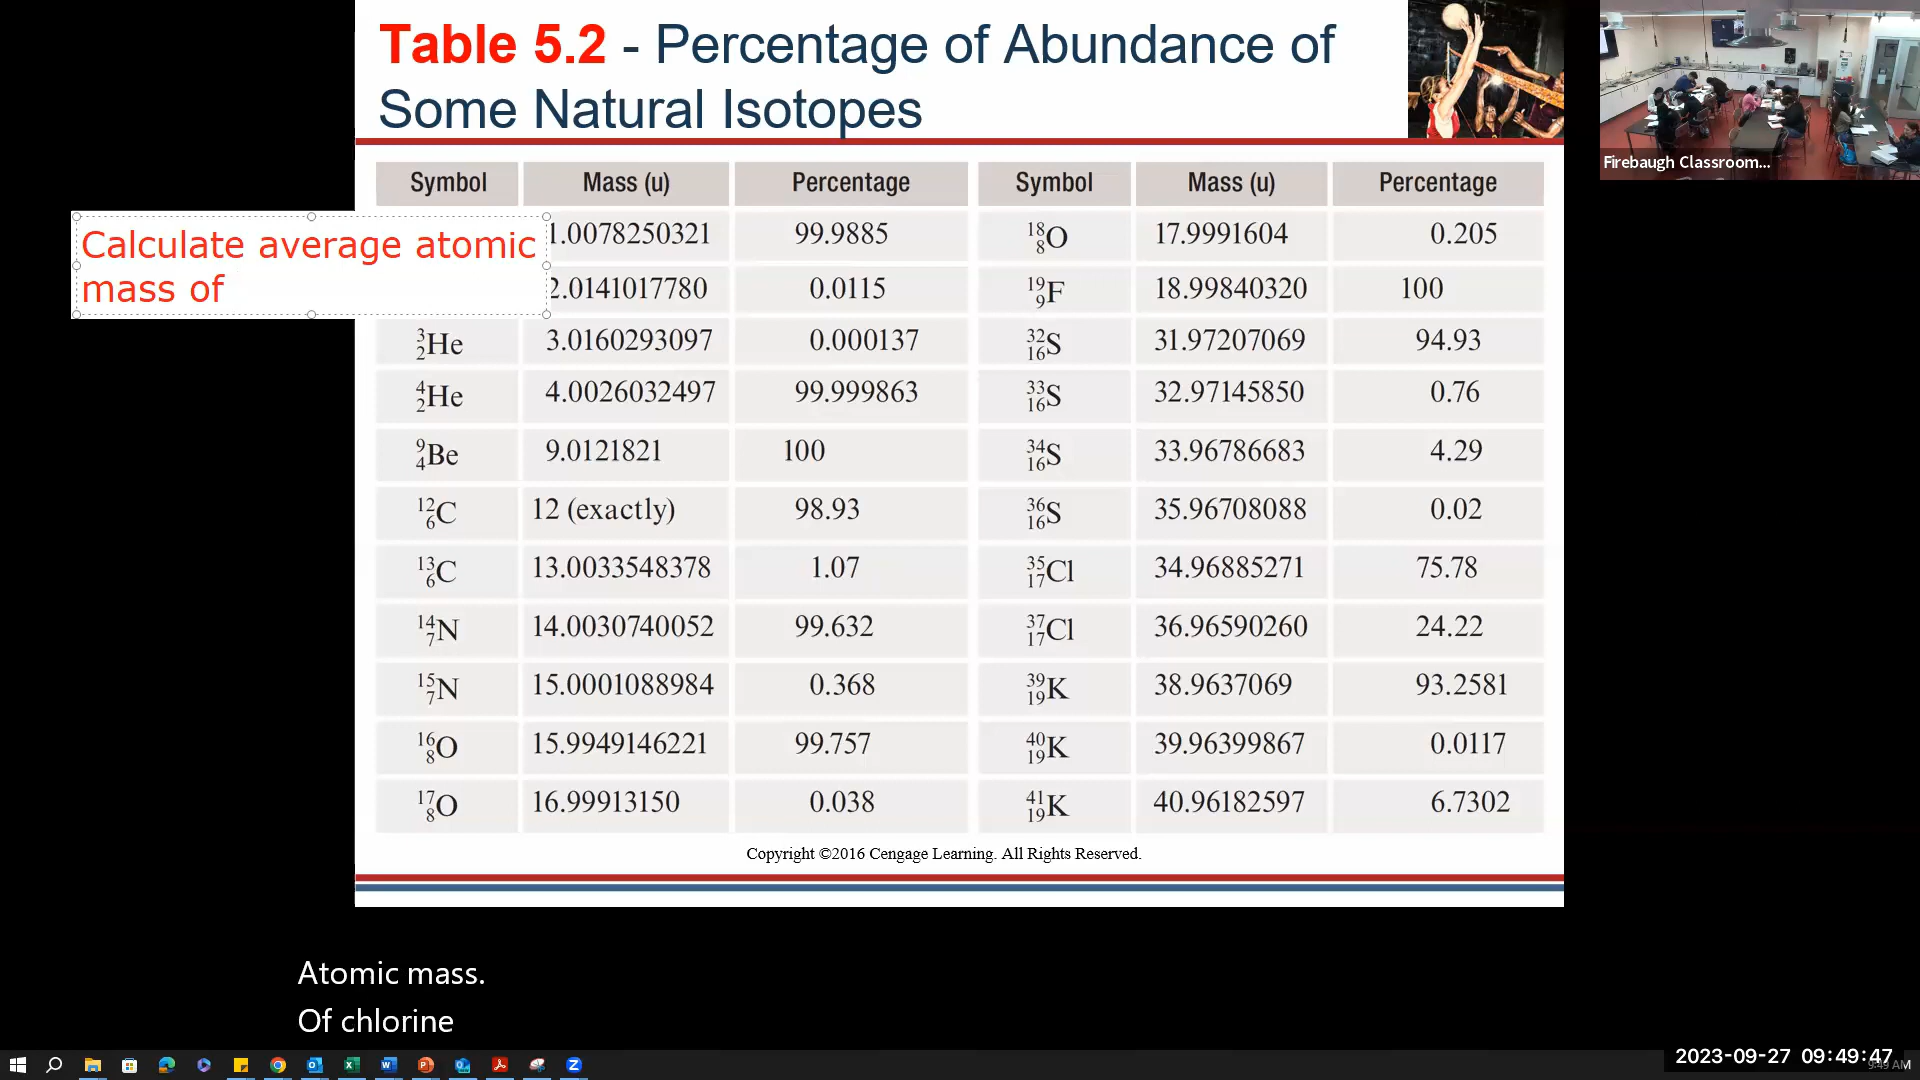 Table 5.2 - Percentage of Abundance of
Some Natural Isotopes
Firebaugh Classroom...
Symbol Mass (u) Percentage Symbol Mass (u) Percentage
Calculate average atomic
mass of
1.0078250321 99.9885 18 8 O 17.9991604 0.205
2.0141017780 0.0115 19 9 F 18.99840320 100
3 2 He 3.0160293097 0.000137 32 16 S 31.97207069 94.93
4 2 He 4.0026032497 99.999863 33 16 S 32.97145850 0.76
9 4 Be 9.0121821 100 34 16 S 33.96786683 4.29
12 6 C 12 (exactly) 98.93 36 16 S 35.96708088 0.02
13 6 C 13.0033548378 1.07 35 17 Cl 34.96885271 75.78
14 7 N 14.0030740052 99.632 37 17 Cl 36.96590260 24.22
15 7 N 15.0001088984 0.368 39 19 K 38.9637069 93.2581
16 8 O 15.9949146221 99.757 40 19 K 39.96399867 0.0117
17 8 O 16.99913150 0.038 41 19 K 40.96182597 6.7302
Copyright ©2016 Cengage Learning. All Rights Reserved.
Atomic mass.
Of chlorine
2023-09-27 09:49:47
9:49 AM